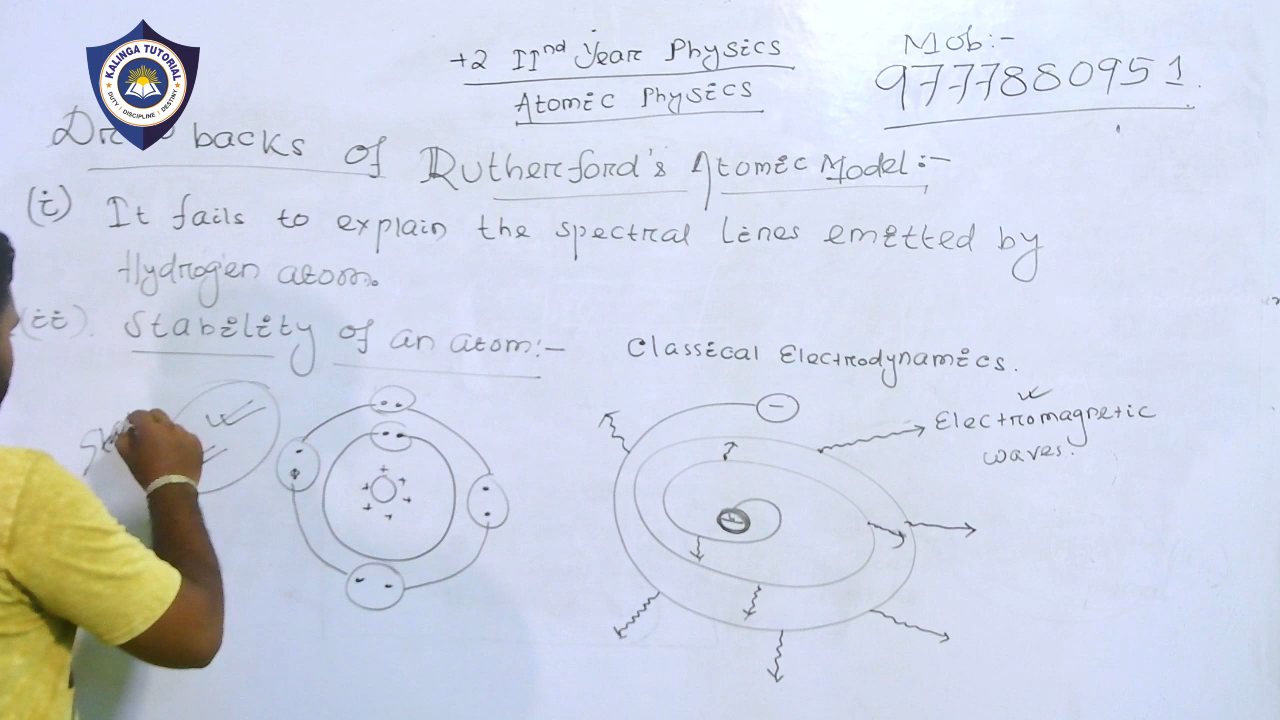 KALINGA TUTORIAL
DUTY | DISCIPLINE | DESTINY
+2 IInd Year Physics
Atomic Physics
Mob:-
9777880951
backs of Rutherford's Atomic Model:-
(i) It fails to explain the spectral lines emitted by
Hydrogen atom.
(ii). Stability of an atom:-
Classical Electrodynamics.
Electromagnetic
waves.